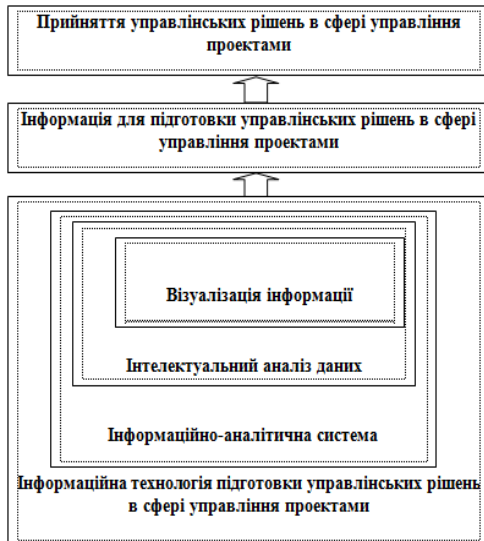 Прийняття управлінських рішень в сфері управління
проектами
Інформація для підготовки управлінських рішень в сфері
управління проектами
Візуалізація інформації
Інтелектуальний аналіз даних
Інформаційно-аналітична система
Інформаційна технологія підготовки управлінських рішень
в сфері управління проектами